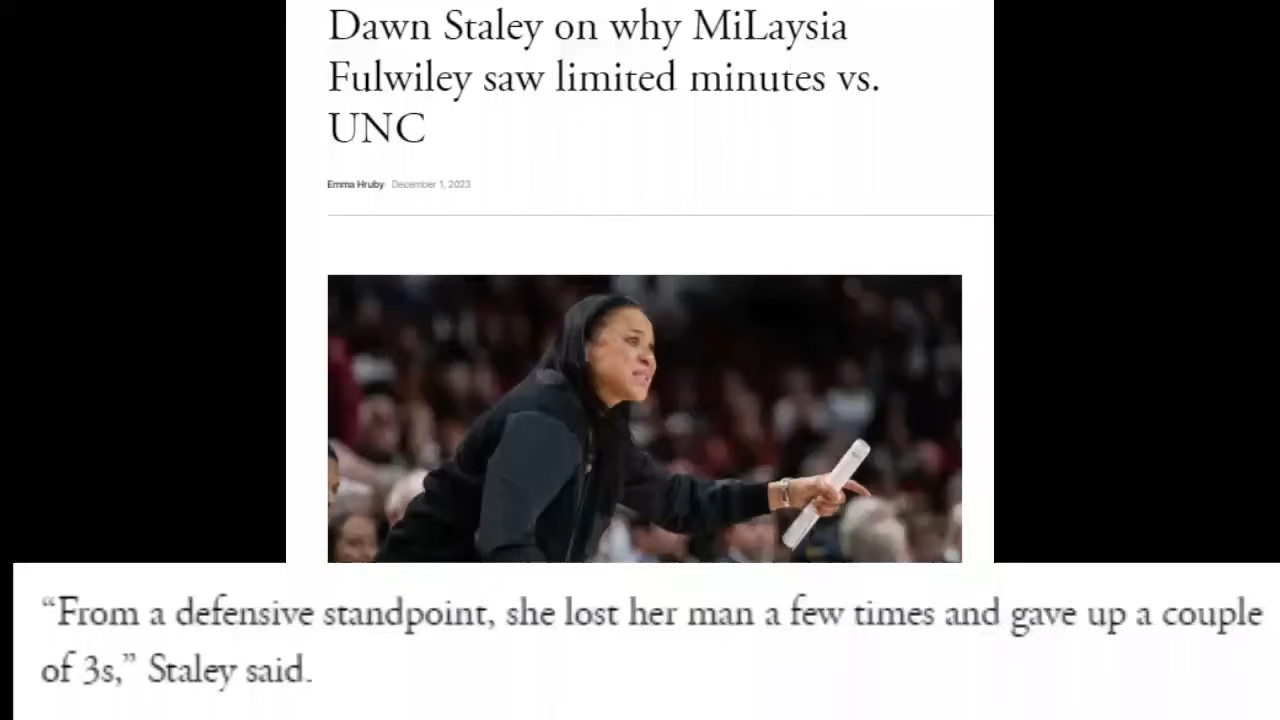 Dawn Staley on why MiLaysia
Fulwiley saw limited minutes vs.
UNC
Emma Hruby December 1, 2023
“From a defensive standpoint, she lost her man a few times and gave up a couple
of 3s,” Staley said.